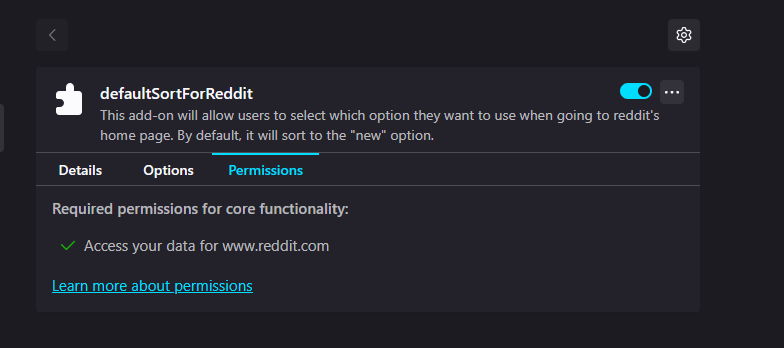 defaultSortForReddit
This add-on will allow users to select which option they want to use when going to reddit's
home page. By default, it will sort to the "new" option.
Details Options Permissions
Required permissions for core functionality:
Access your data for www.reddit.com
Learn more about permissions